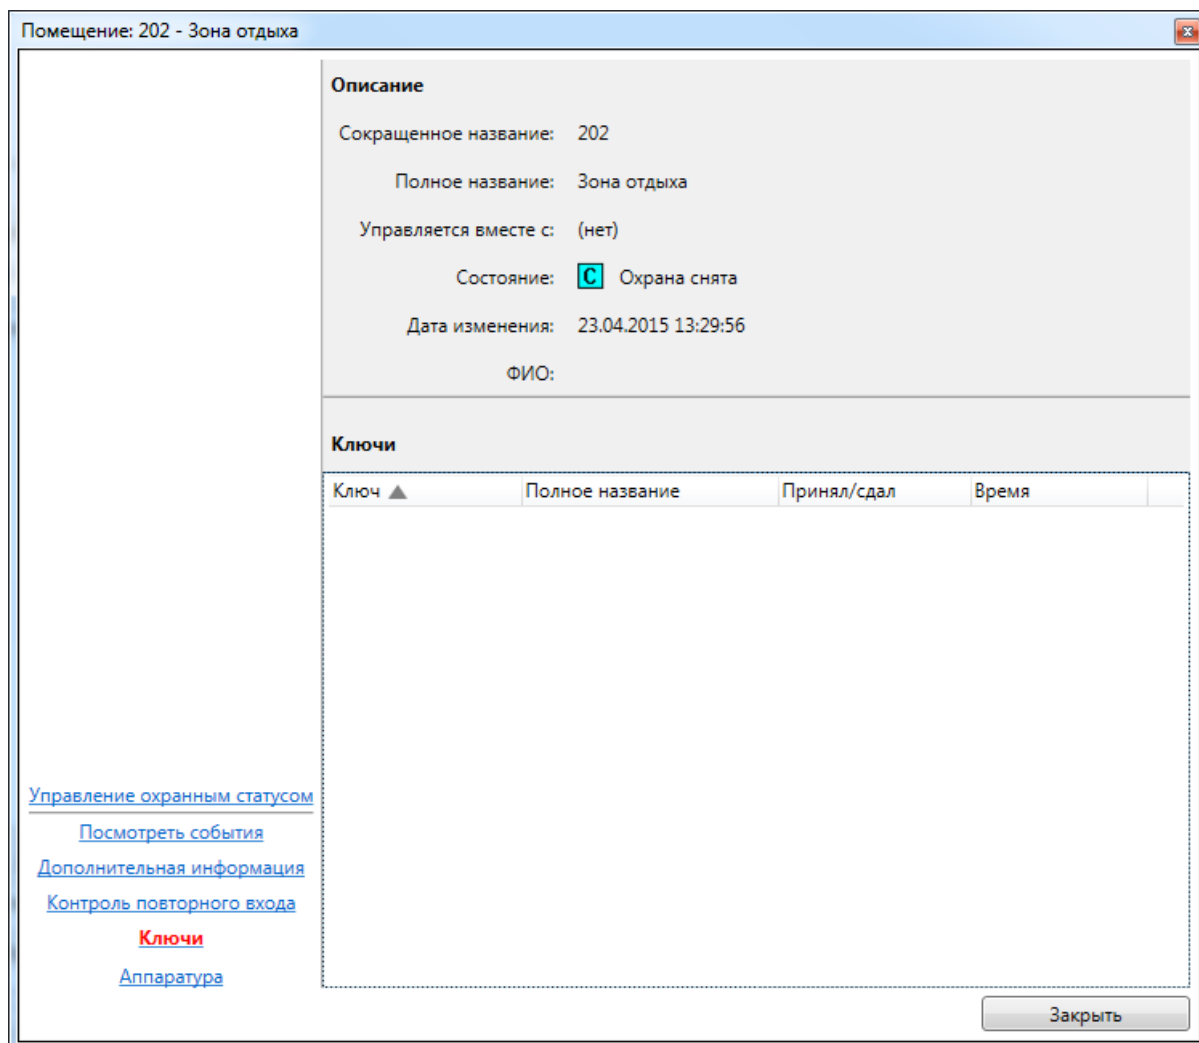 Помещение: 202 - Зона отдыха
Описание
Сокращенное название: 202
Полное название: Зона отдыха
Управляется вместе с: (нет)
Состояние: С Охрана снята
Дата изменения: 23.04.2015 13:29:56
ФИО:
Ключи
Ключ Полное название Принял/сдал Время
Управление охранным статусом
Посмотреть события
Дополнительная информация
Контроль повторного входа
Ключи
Аппаратура
Закрыть